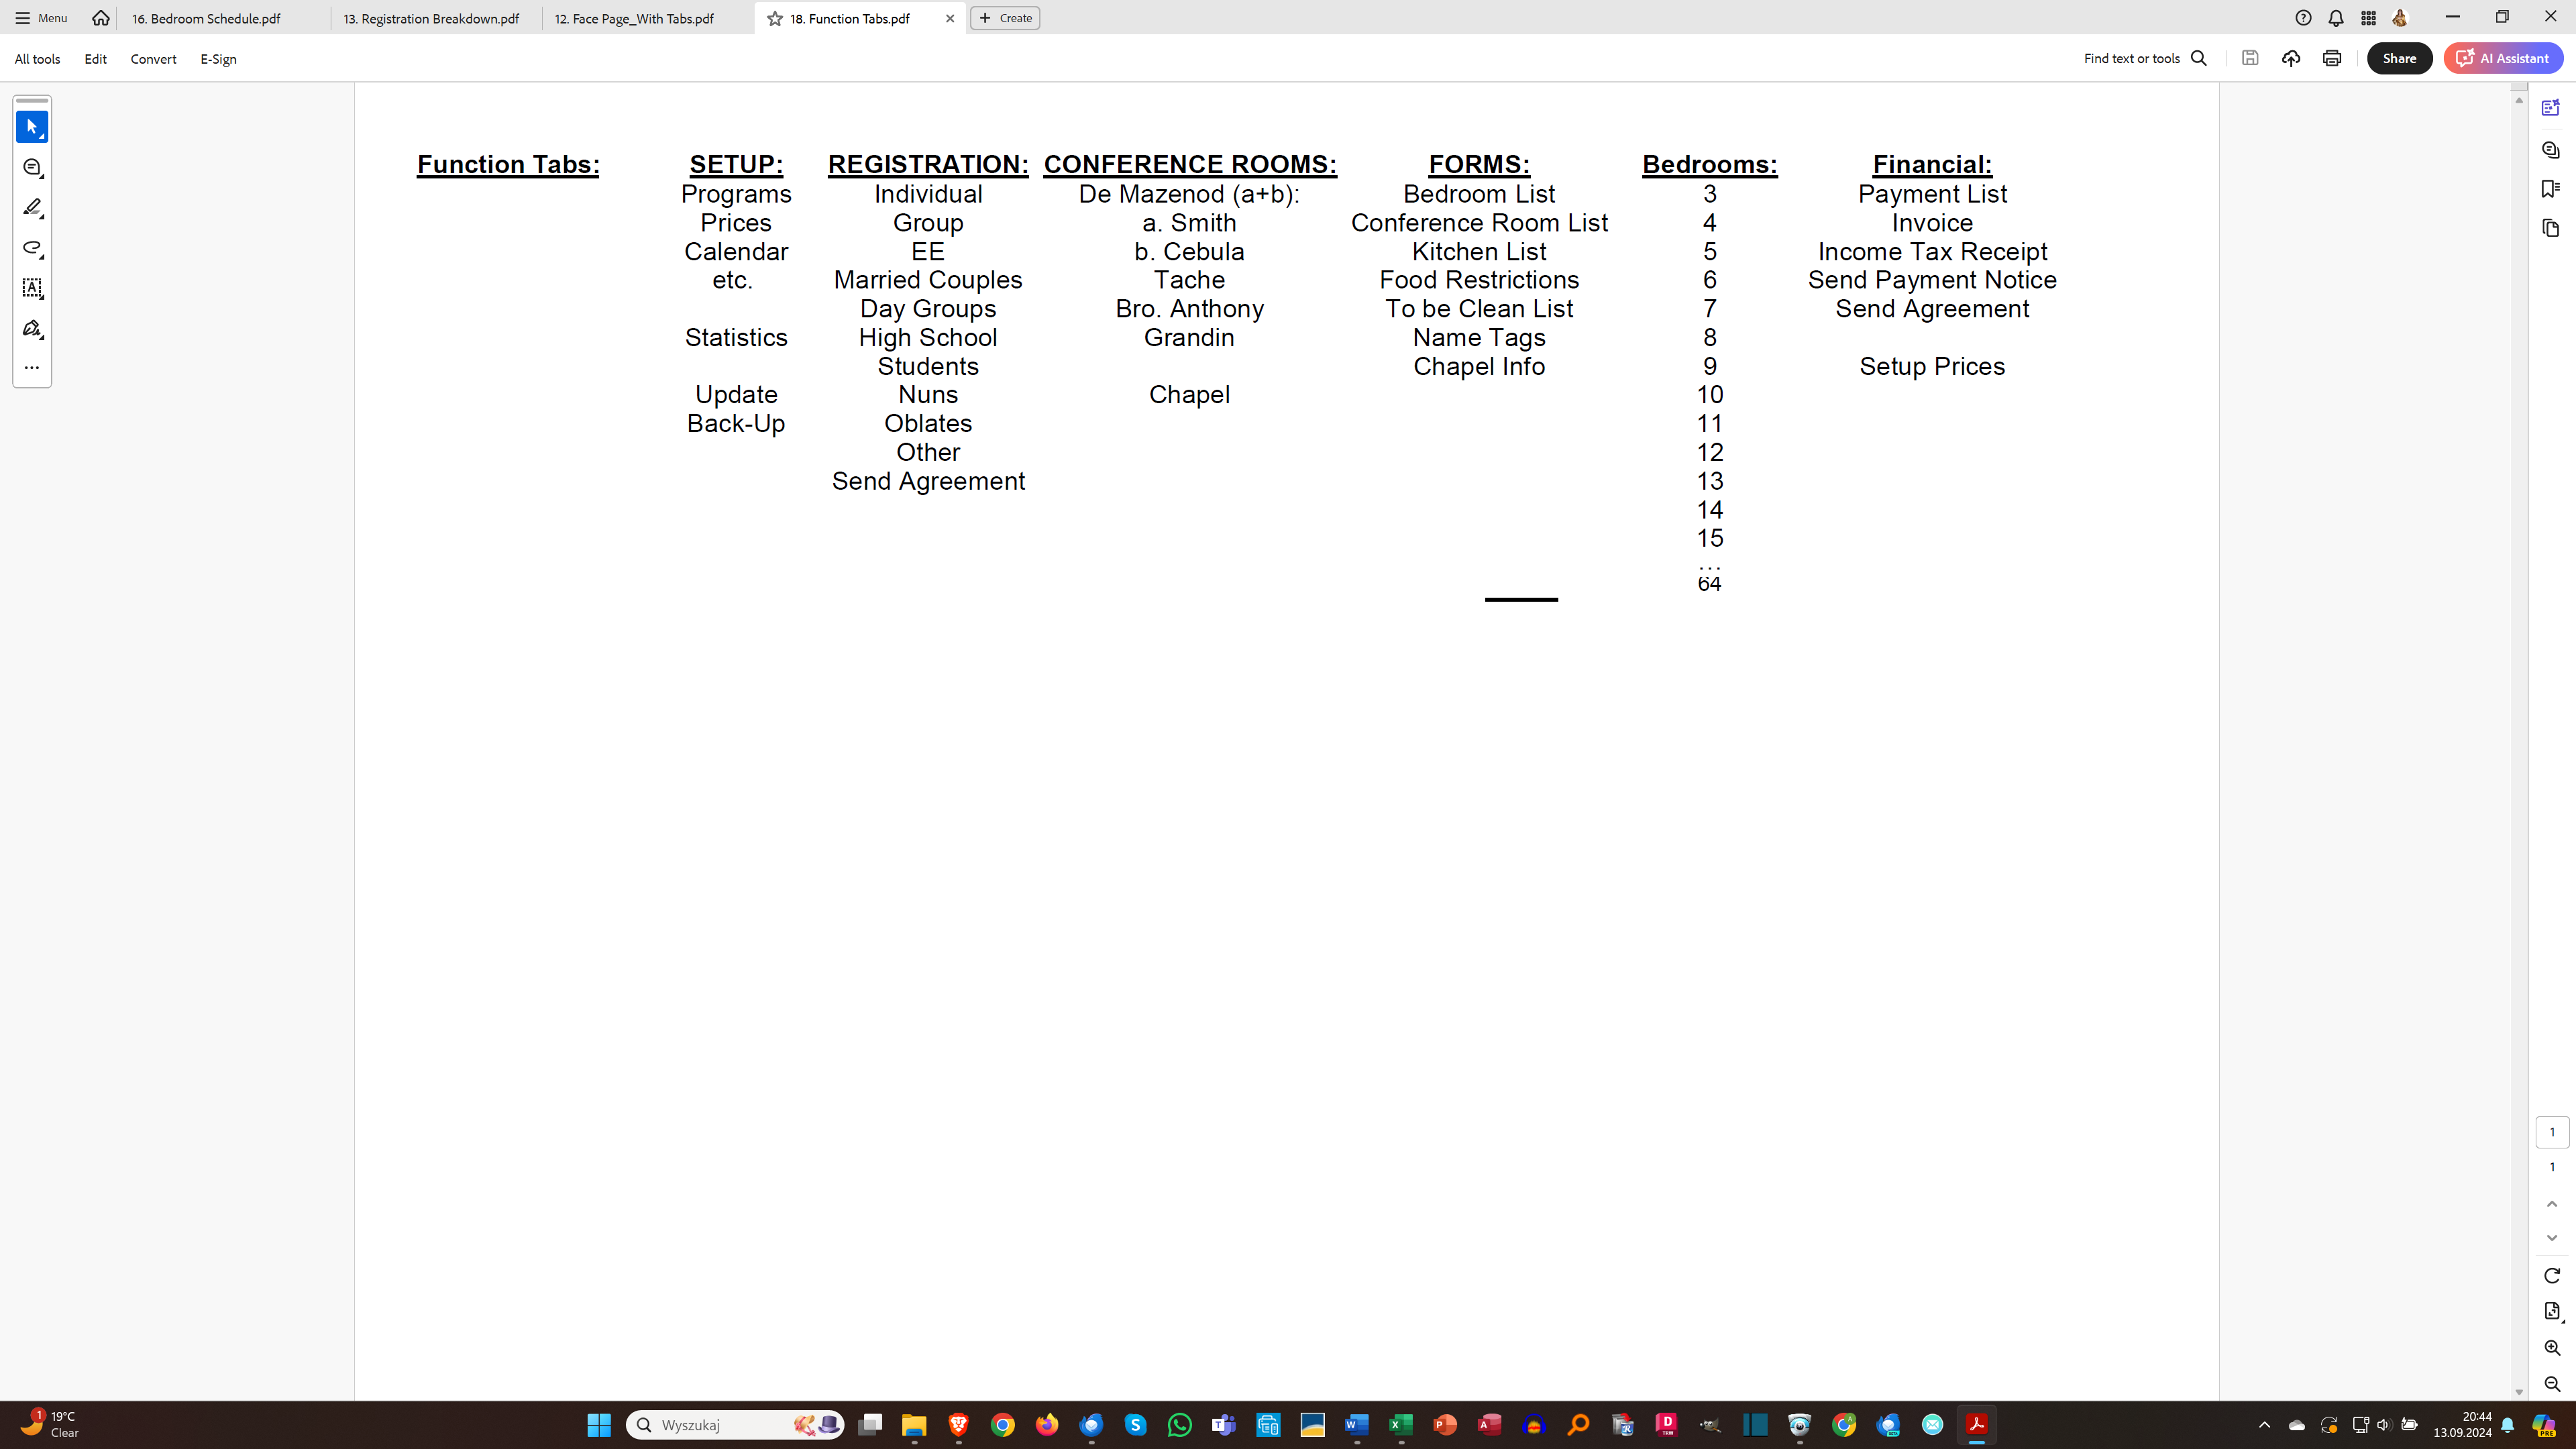 Menu
16. Bedroom Schedule.pdf
13. Registration Breakdown.pdf
12. Face Page_With Tabs.pdf
18. Function Tabs.pdf
Create
All tools
Edit
Convert
E-Sign
Find text or tools
Share
AI Assistant
Function Tabs:
SETUP:
Programs
Prices
Calendar
etc.
Statistics
Update
Back-Up
REGISTRATION:
Individual
Group
EE
Married Couples
Day Groups
High School
Students
Nuns
Oblates
Other
Send Agreement
CONFERENCE ROOMS:
De Mazenod (a+b):
a. Smith
b. Cebula
Tache
Bro. Anthony
Grandin
Chapel
FORMS:
Bedroom List
Conference Room List
Kitchen List
Food Restrictions
To be Clean List
Name Tags
Chapel Info
Bedrooms:
3
4
5
6
7
8
9
10
11
12
13
14
15
...
64
Financial:
Payment List
Invoice
Income Tax Receipt
Send Payment Notice
Send Agreement
Setup Prices
1
1
1
19°C
Clear
Wyszukaj
20:44
13.09.2024
PRE